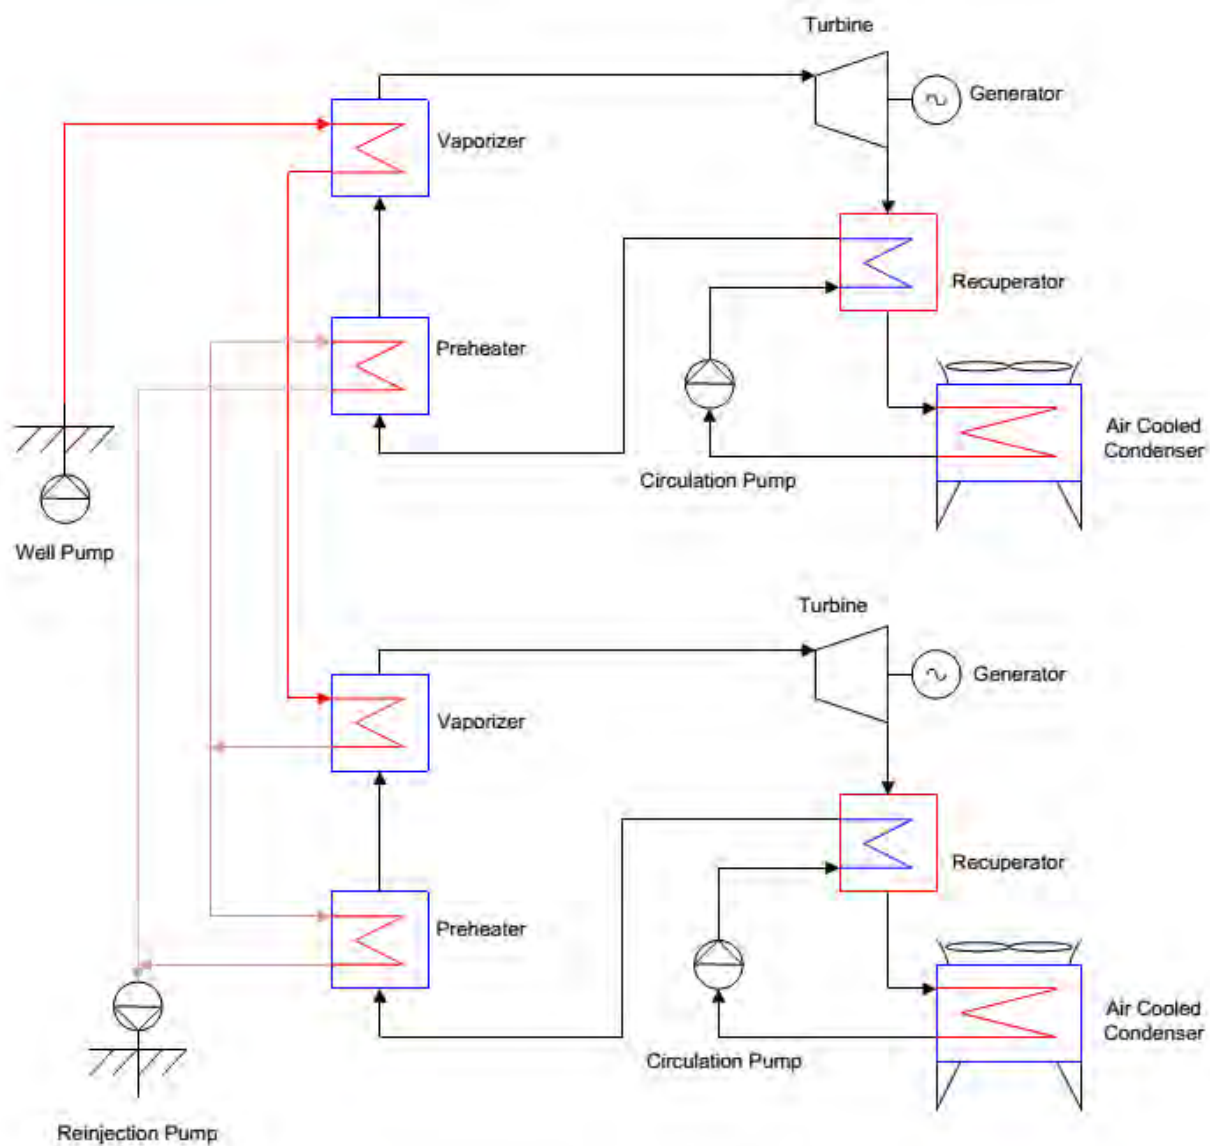 Turbine
Generator
Vaporizer
Recuperator
Preheater
Air Cooled
Condenser
Circulation Pump
Well Pump
Turbine
Generator
Vaporizer
Recuperator
Preheater
Air Cooled
Condenser
Circulation Pump
Reinjection Pump